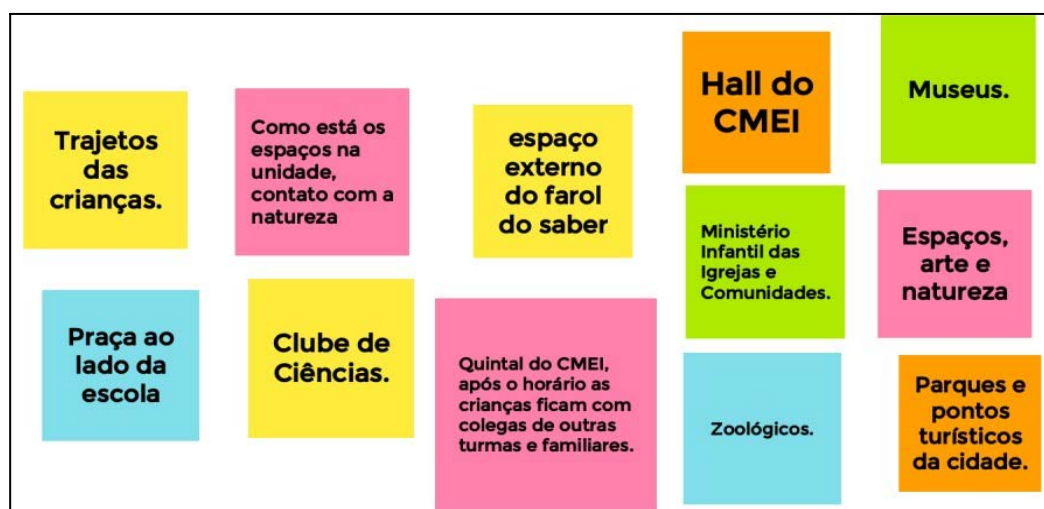 Trajetos
das
crianças.
Como está os
espaços na
unidade,
contato com a
natureza
espaço
externo
do farol
do saber
Hall do
CMEI
Museus.
Ministério
Infantil das
Igrejas e
Comunidades.
Espaços,
arte e
natureza
Praça ao
lado da
escola
Clube de
Ciências.
Quintal do CMEI,
após o horário as
crianças ficam com
colegas de outras
turmas e familiares.
Zoológicos.
Parques e
pontos
turísticos
da cidade.